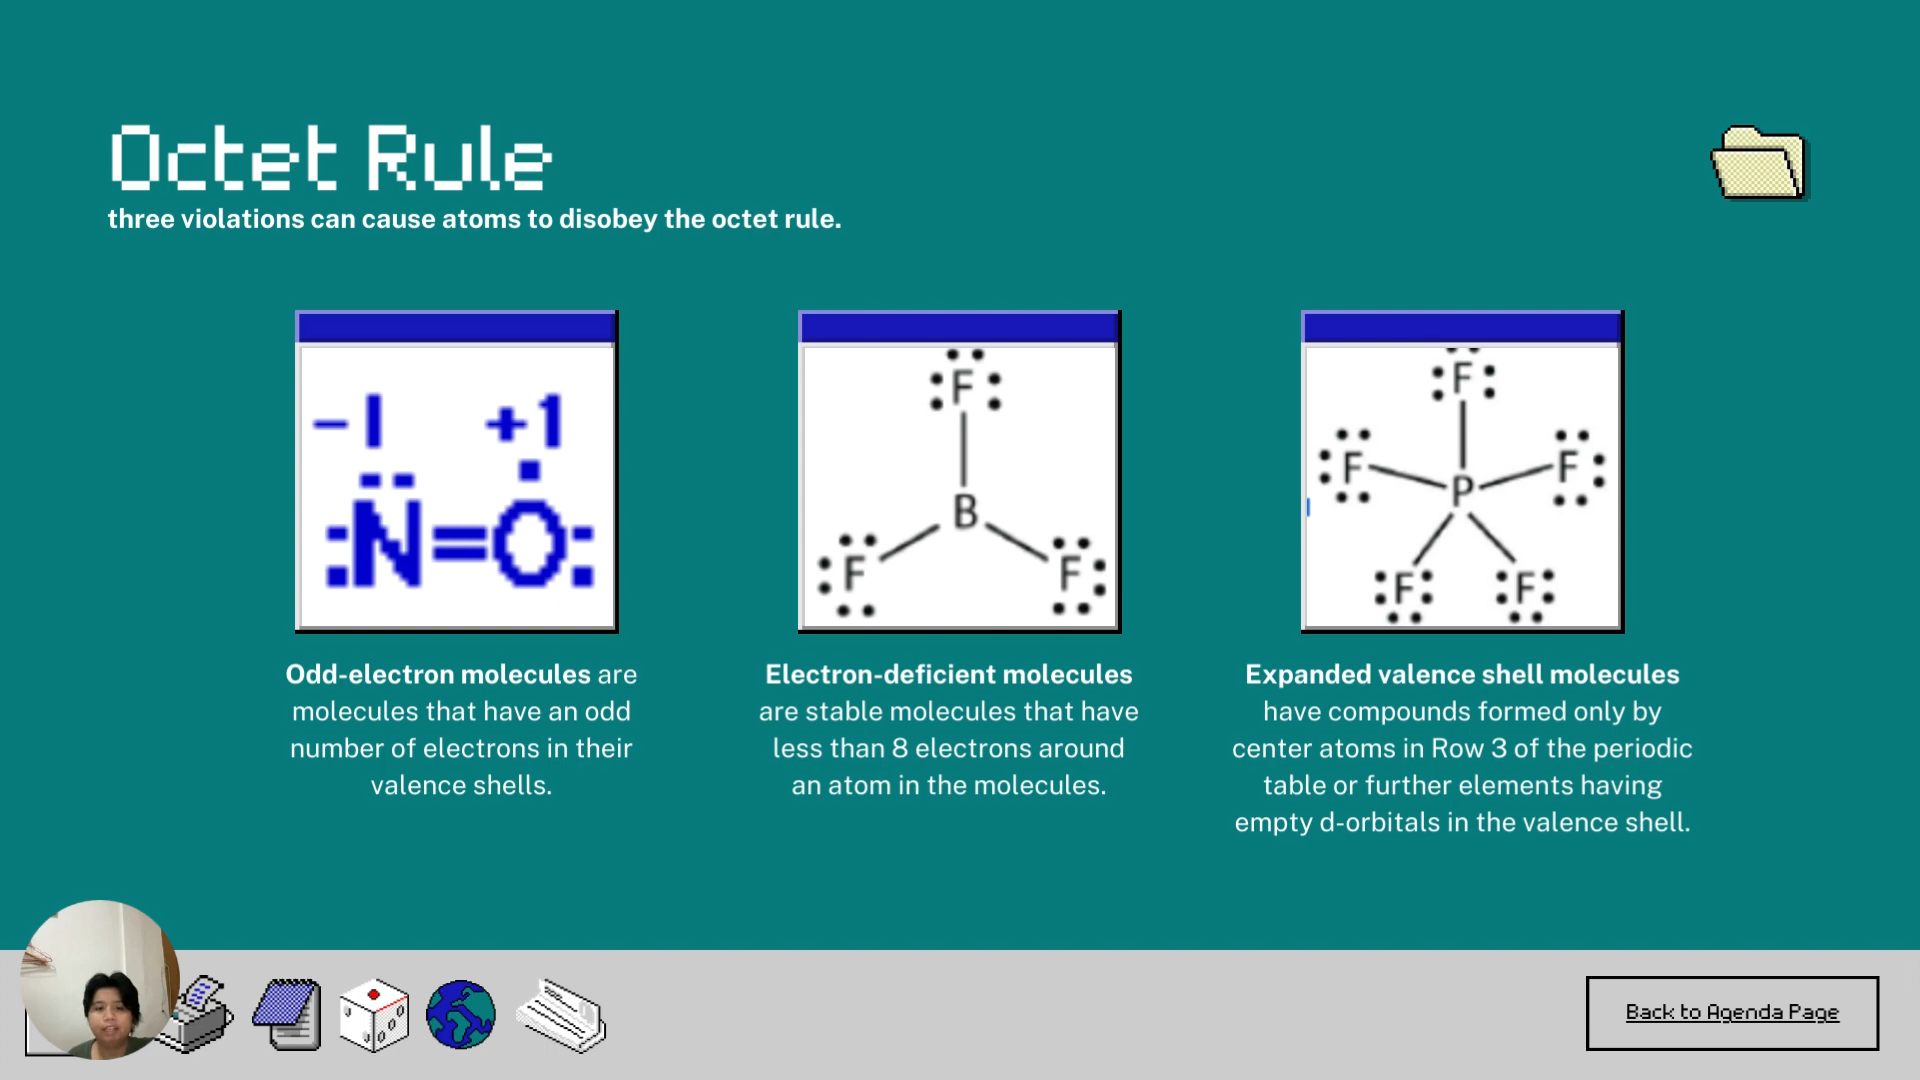 Octet Rule
three violations can cause atoms to disobey the octet rule.
−1 +1
:N=O:
F
B
F F
F
F F
P
F F
Odd-electron molecules are
molecules that have an odd
number of electrons in their
valence shells.
Electron-deficient molecules
are stable molecules that have
less than 8 electrons around
an atom in the molecules.
Expanded valence shell molecules
have compounds formed only by
center atoms in Row 3 of the periodic
table or further elements having
empty d-orbitals in the valence shell.
Back to Agenda Page